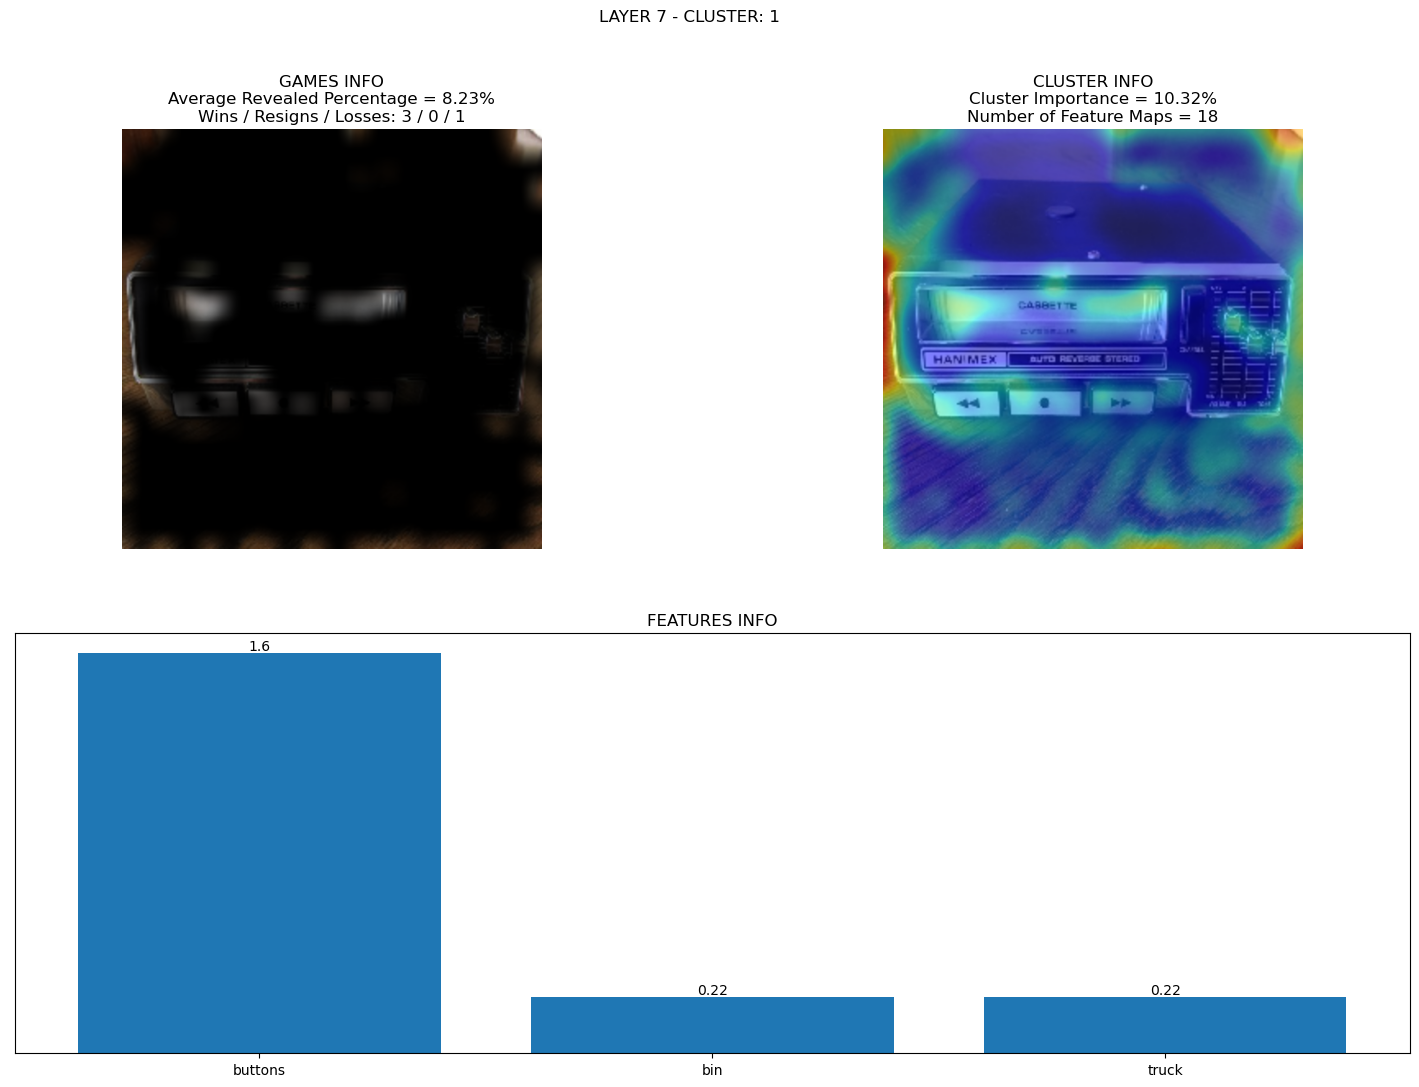 LAYER 7 - CLUSTER: 1
GAMES INFO
Average Revealed Percentage = 8.23%
Wins / Resigns / Losses: 3 / 0 / 1
CLUSTER INFO
Cluster Importance = 10.32%
Number of Feature Maps = 18
CASSETTE
HANIMEX
AUTO REVERSE STEREO
FEATURES INFO
1.6
0.22
0.22
buttons
bin
truck